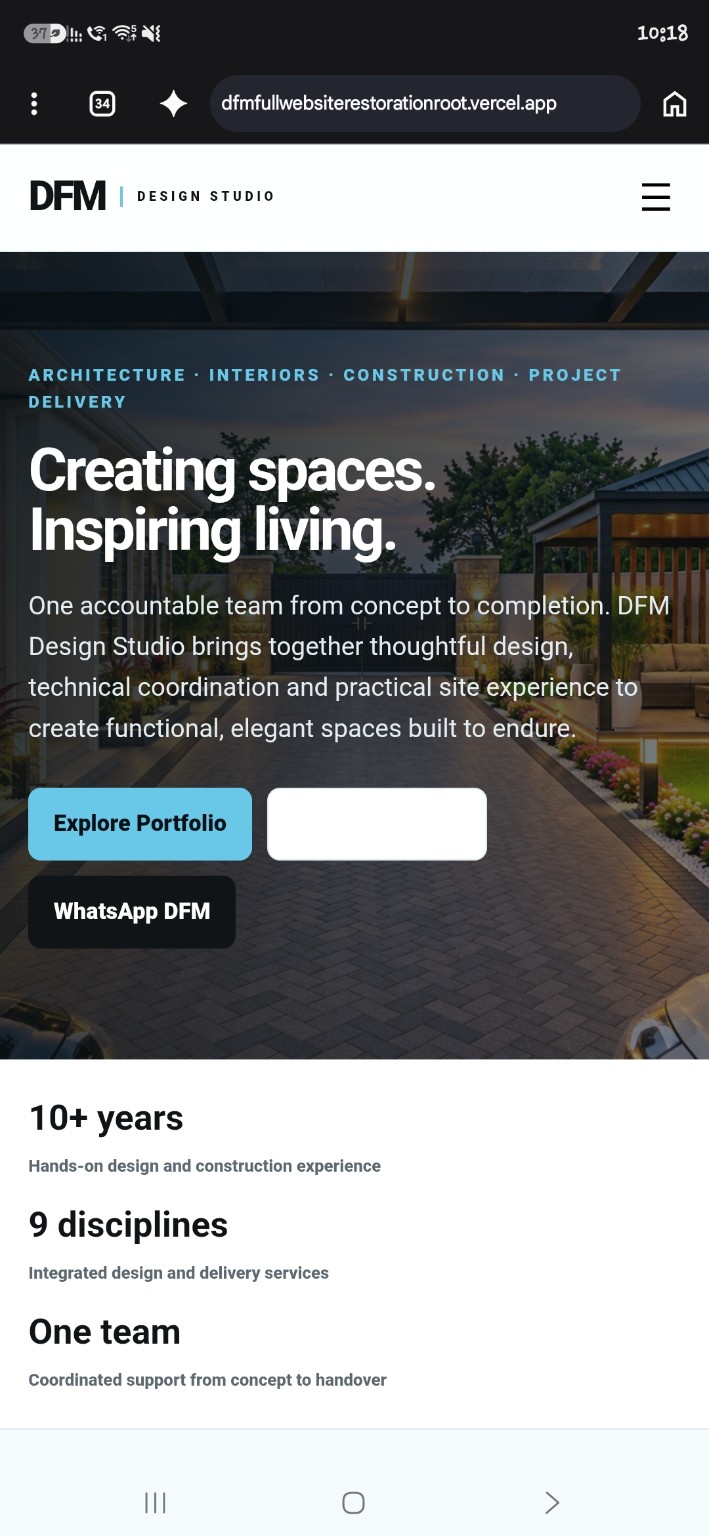 37
10:18
34
dfmfullwebsiterestorationroot.vercel.app
DFM
DESIGN STUDIO
ARCHITECTURE · INTERIORS · CONSTRUCTION · PROJECT
DELIVERY
Creating spaces.
Inspiring living.
One accountable team from concept to completion. DFM
Design Studio brings together thoughtful design,
technical coordination and practical site experience to
create functional, elegant spaces built to endure.
Explore Portfolio
WhatsApp DFM
10+ years
Hands-on design and construction experience
9 disciplines
Integrated design and delivery services
One team
Coordinated support from concept to handover